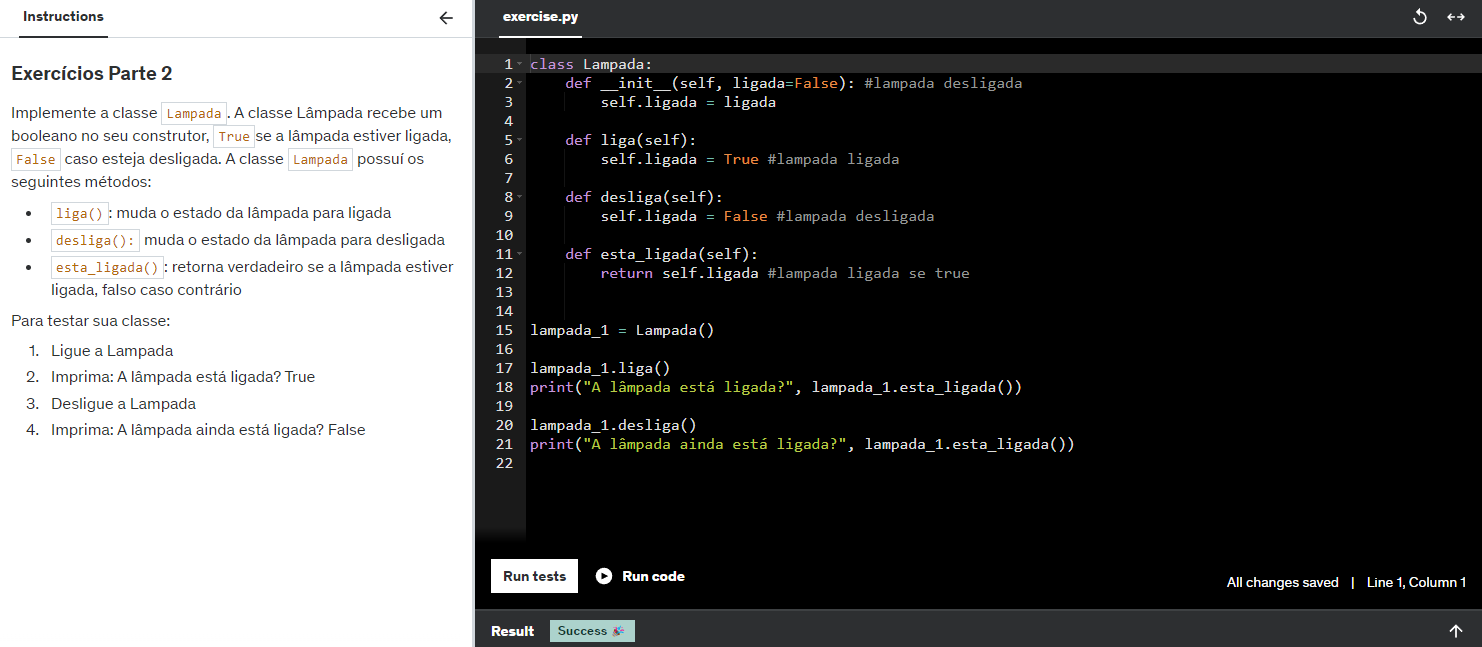 Instructions
Exercícios Parte 2
Implemente a classe Lampada. A classe Lâmpada recebe um
booleano no seu construtor, True se a lâmpada estiver ligada,
False caso esteja desligada. A classe Lampada possuí os
seguintes métodos:
• liga(): muda o estado da lâmpada para ligada
• desliga(): muda o estado da lâmpada para desligada
• esta_ligada(): retorna verdadeiro se a lâmpada estiver
ligada, falso caso contrário
Para testar sua classe:
1. Ligue a Lampada
2. Imprima: A lâmpada está ligada? True
3. Desligue a Lampada
4. Imprima: A lâmpada ainda está ligada? False
exercise.py
1 class Lampada:
2     def __init__(self, ligada=False): #lampada desligada
3         self.ligada = ligada
4
5     def liga(self):
6         self.ligada = True #lampada ligada
7
8     def desliga(self):
9         self.ligada = False #lampada desligada
10
11     def esta_ligada(self):
12         return self.ligada #lampada ligada se true
13
14
15 lampada_1 = Lampada()
16
17 lampada_1.liga()
18 print("A lâmpada está ligada?", lampada_1.esta_ligada())
19
20 lampada_1.desliga()
21 print("A lâmpada ainda está ligada?", lampada_1.esta_ligada())
22
Run tests Run code
All changes saved | Line 1, Column 1
Result Success 🎉